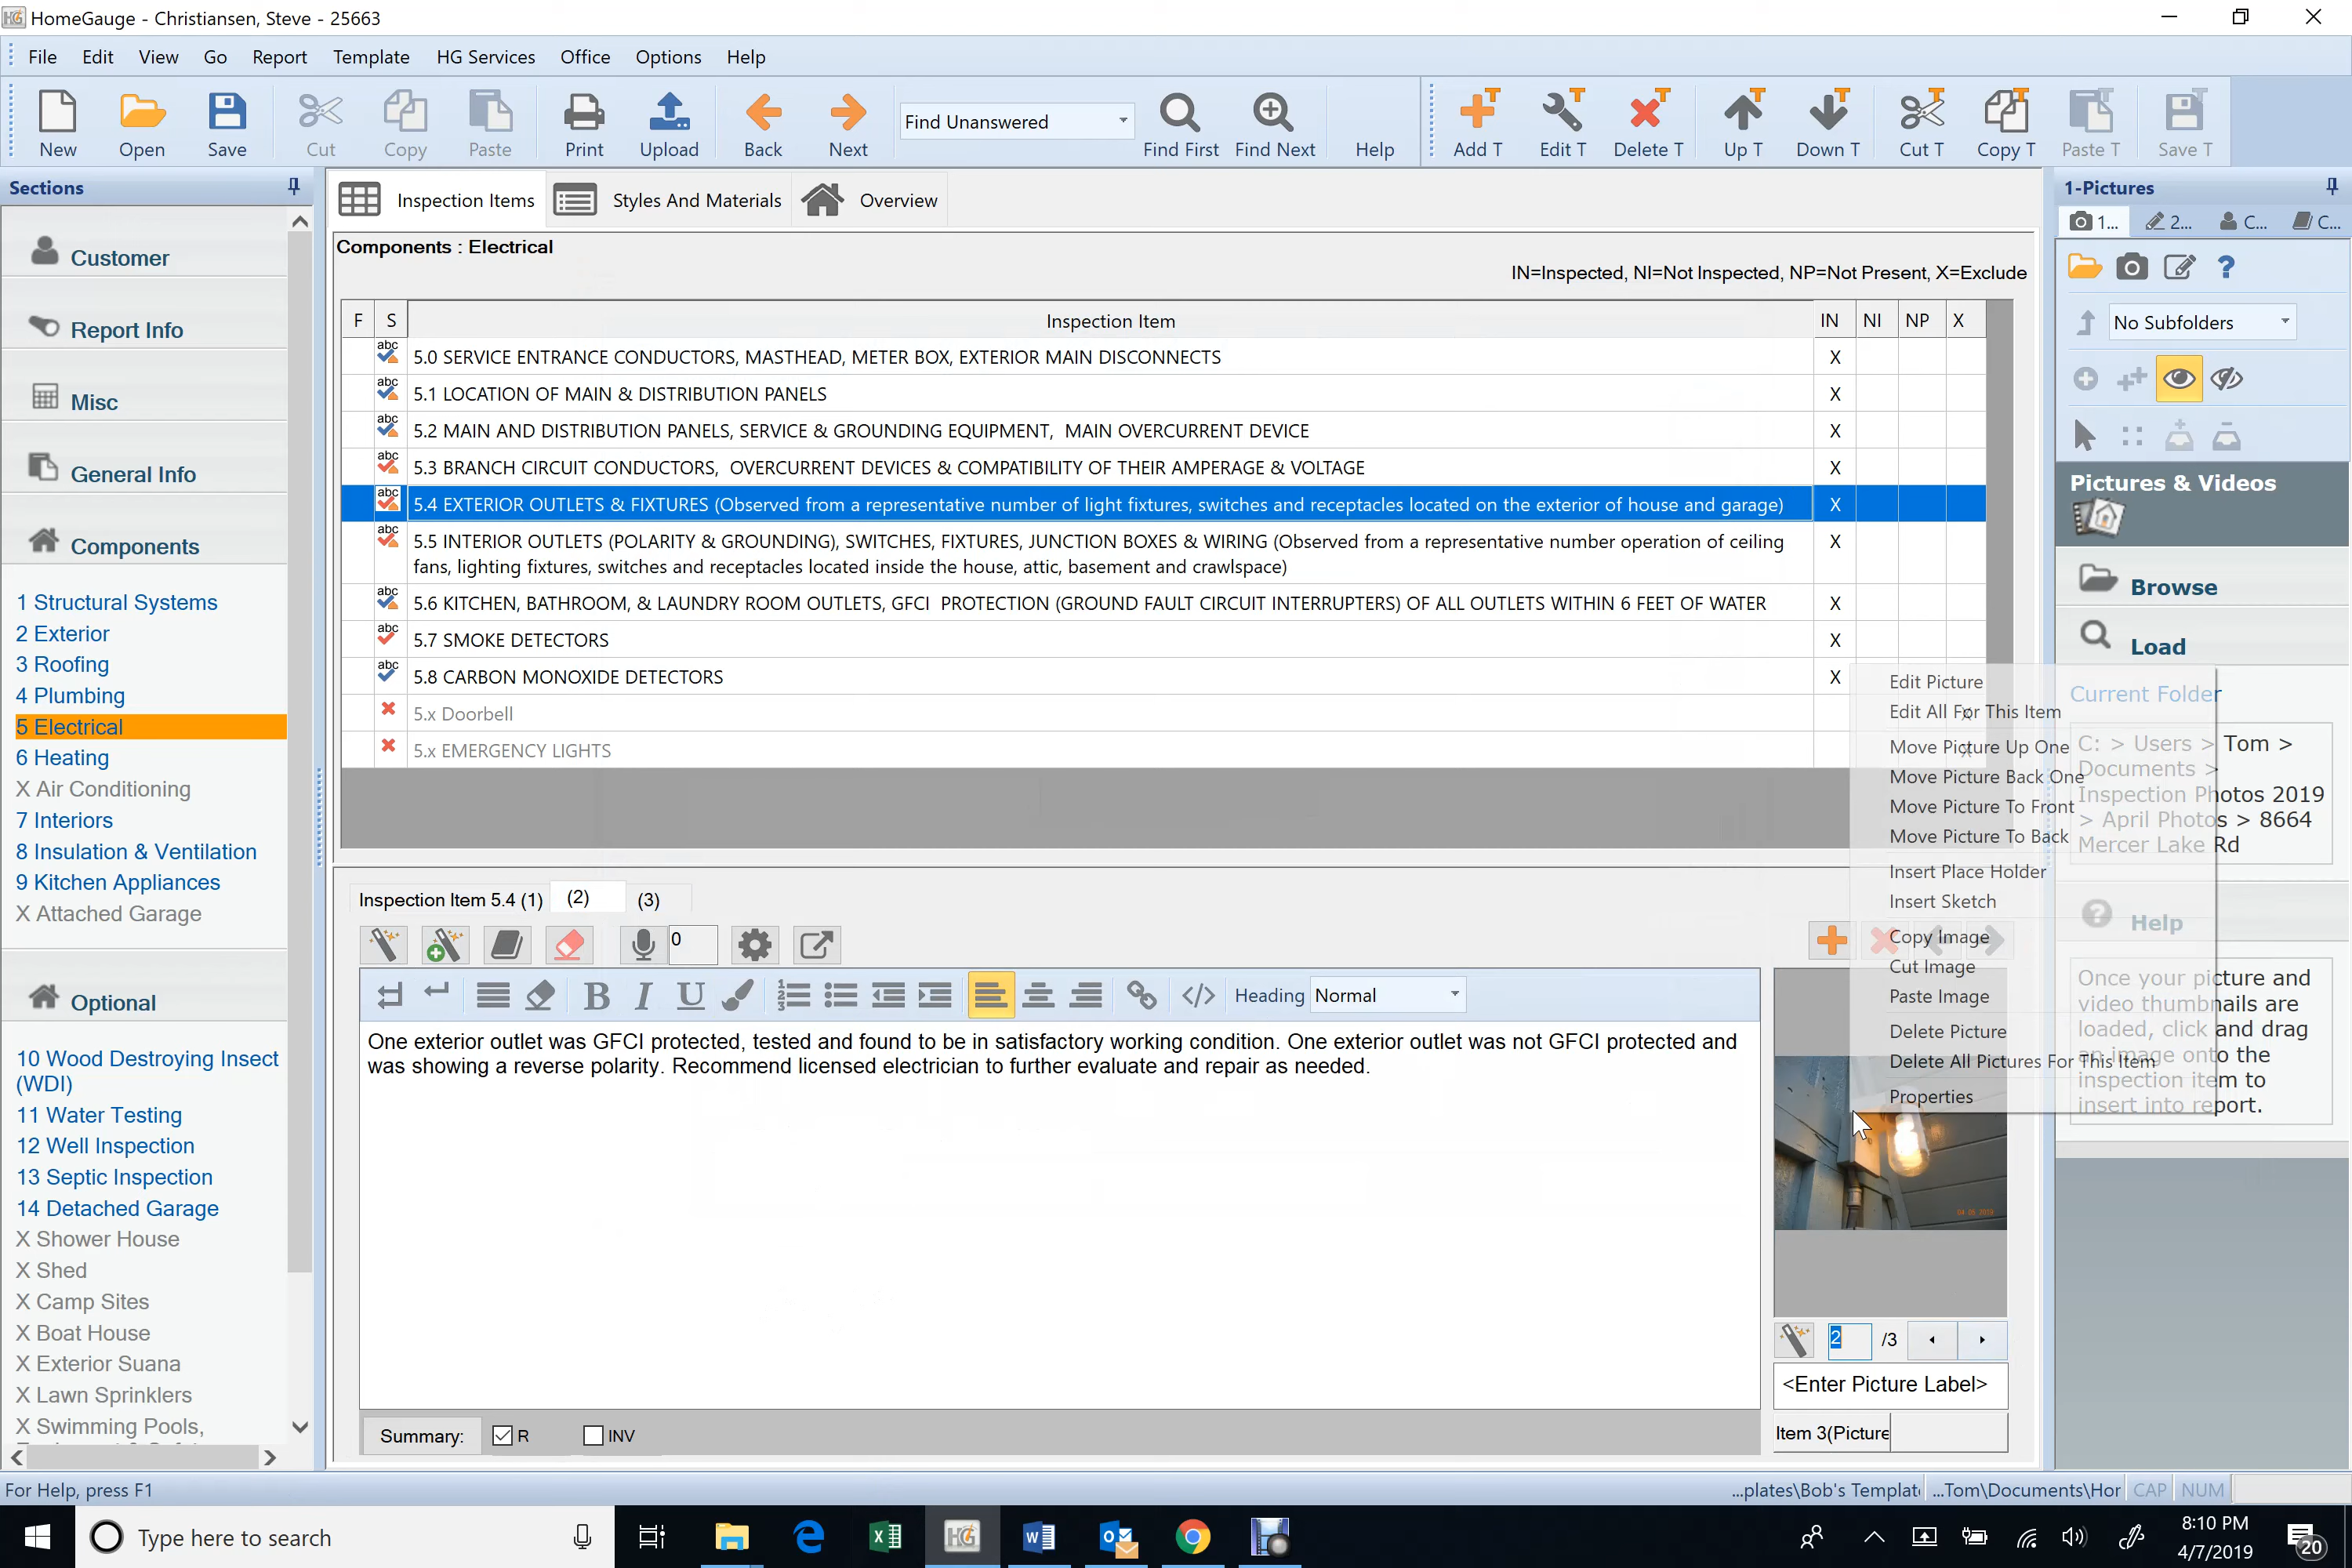 HomeGauge - Christiansen, Steve - 25663
File Edit View Go Report Template HG Services Office Options Help
New Open Save Cut Copy Paste Print Upload Back Next Find Unanswered Find First Find Next Help Add T Edit T Delete T Up T Down T Cut T Copy T Paste T Save T
Sections
Customer
Report Info
Misc
General Info
Components
1 Structural Systems
2 Exterior
3 Roofing
4 Plumbing
5 Electrical
6 Heating
X Air Conditioning
7 Interiors
8 Insulation & Ventilation
9 Kitchen Appliances
X Attached Garage
Optional
10 Wood Destroying Insect
(WDI)
11 Water Testing
12 Well Inspection
13 Septic Inspection
14 Detached Garage
X Shower House
X Shed
X Camp Sites
X Boat House
X Exterior Suana
X Lawn Sprinklers
X Swimming Pools,
Inspection Items Styles And Materials Overview
Components : Electrical
IN=Inspected, NI=Not Inspected, NP=Not Present, X=Exclude
F S Inspection Item IN NI NP X
abc 5.0 SERVICE ENTRANCE CONDUCTORS, MASTHEAD, METER BOX, EXTERIOR MAIN DISCONNECTS X
abc 5.1 LOCATION OF MAIN & DISTRIBUTION PANELS X
abc 5.2 MAIN AND DISTRIBUTION PANELS, SERVICE & GROUNDING EQUIPMENT, MAIN OVERCURRENT DEVICE X
abc 5.3 BRANCH CIRCUIT CONDUCTORS, OVERCURRENT DEVICES & COMPATIBILITY OF THEIR AMPERAGE & VOLTAGE X
abc 5.4 EXTERIOR OUTLETS & FIXTURES (Observed from a representative number of light fixtures, switches and receptacles located on the exterior of house and garage) X
abc 5.5 INTERIOR OUTLETS (POLARITY & GROUNDING), SWITCHES, FIXTURES, JUNCTION BOXES & WIRING (Observed from a representative number operation of ceiling X
fans, lighting fixtures, switches and receptacles located inside the house, attic, basement and crawlspace)
abc 5.6 KITCHEN, BATHROOM, & LAUNDRY ROOM OUTLETS, GFCI PROTECTION (GROUND FAULT CIRCUIT INTERRUPTERS) OF ALL OUTLETS WITHIN 6 FEET OF WATER X
abc 5.7 SMOKE DETECTORS X
abc 5.8 CARBON MONOXIDE DETECTORS X
5.x Doorbell X
5.x EMERGENCY LIGHTS X
Edit Picture
Edit All For This Item
Move Picture Up One
Move Picture Back One
Move Picture To Front
Move Picture To Back
Insert Place Holder
Insert Sketch
Copy Image
Cut Image
Paste Image
Delete Picture
Delete All Pictures For This Item
Properties
Inspection Item 5.4 (1) (2) (3)
0
B I U </> Heading Normal
One exterior outlet was GFCI protected, tested and found to be in satisfactory working condition. One exterior outlet was not GFCI protected and
was showing a reverse polarity. Recommend licensed electrician to further evaluate and repair as needed.
Summary: R INV
2 /3
<Enter Picture Label>
Item 3(Picture
1-Pictures
1... 2... C... C...
No Subfolders
Pictures & Videos
Browse
Load
Current Folder
C: > Users > Tom >
Documents >
Inspection Photos 2019
> April Photos > 8664
Mercer Lake Rd
Help
Once your picture and
video thumbnails are
loaded, click and drag
an image onto the
inspection item to
insert into report.
For Help, press F1
...plates\Bob's Templat ...Tom\Documents\Hor CAP NUM
Type here to search
8:10 PM
4/7/2019
20